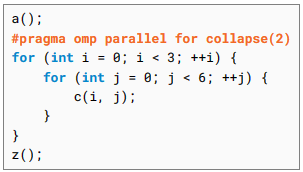 a();
#pragma omp parallel for collapse(2)
for (int i = 0; i < 3; ++i) {
    for (int j = 0; j < 6; ++j) {
        c(i, j);
    }
}
z();